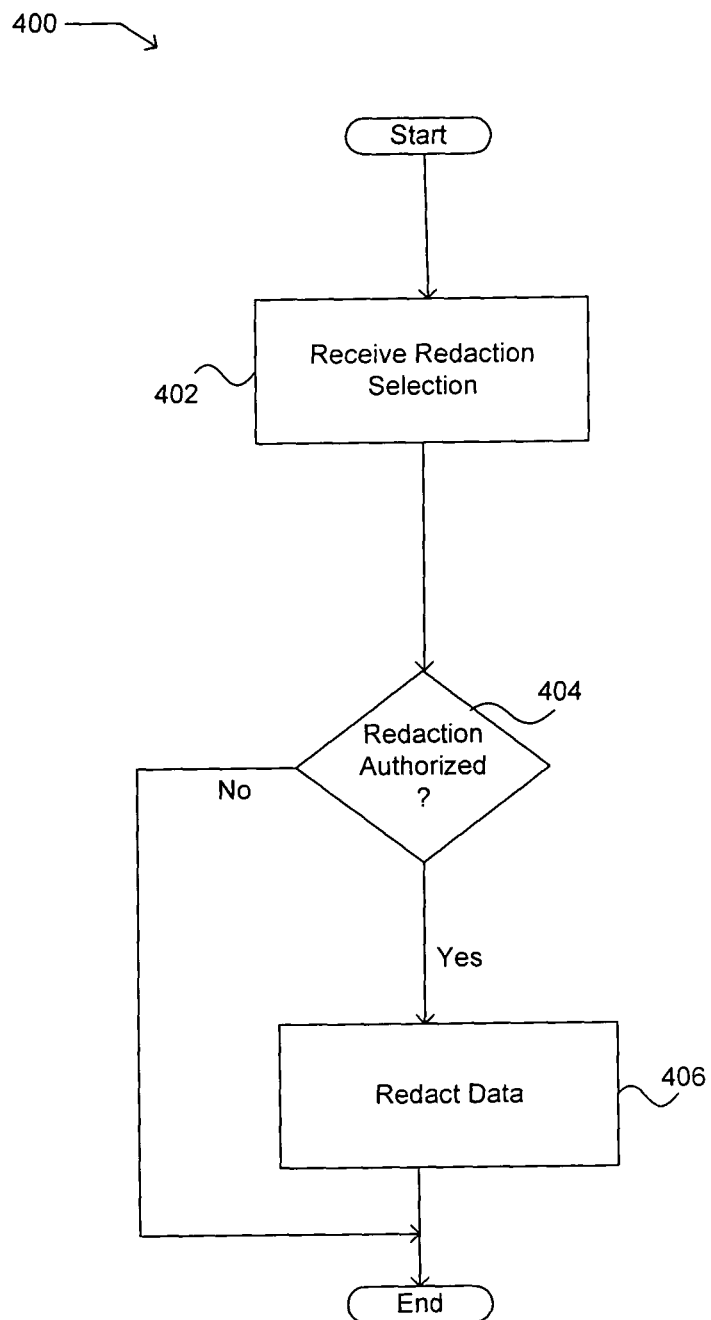 400
Start
Receive Redaction
Selection
402
404
Redaction
Authorized
?
No
Yes
Redact Data
406
End